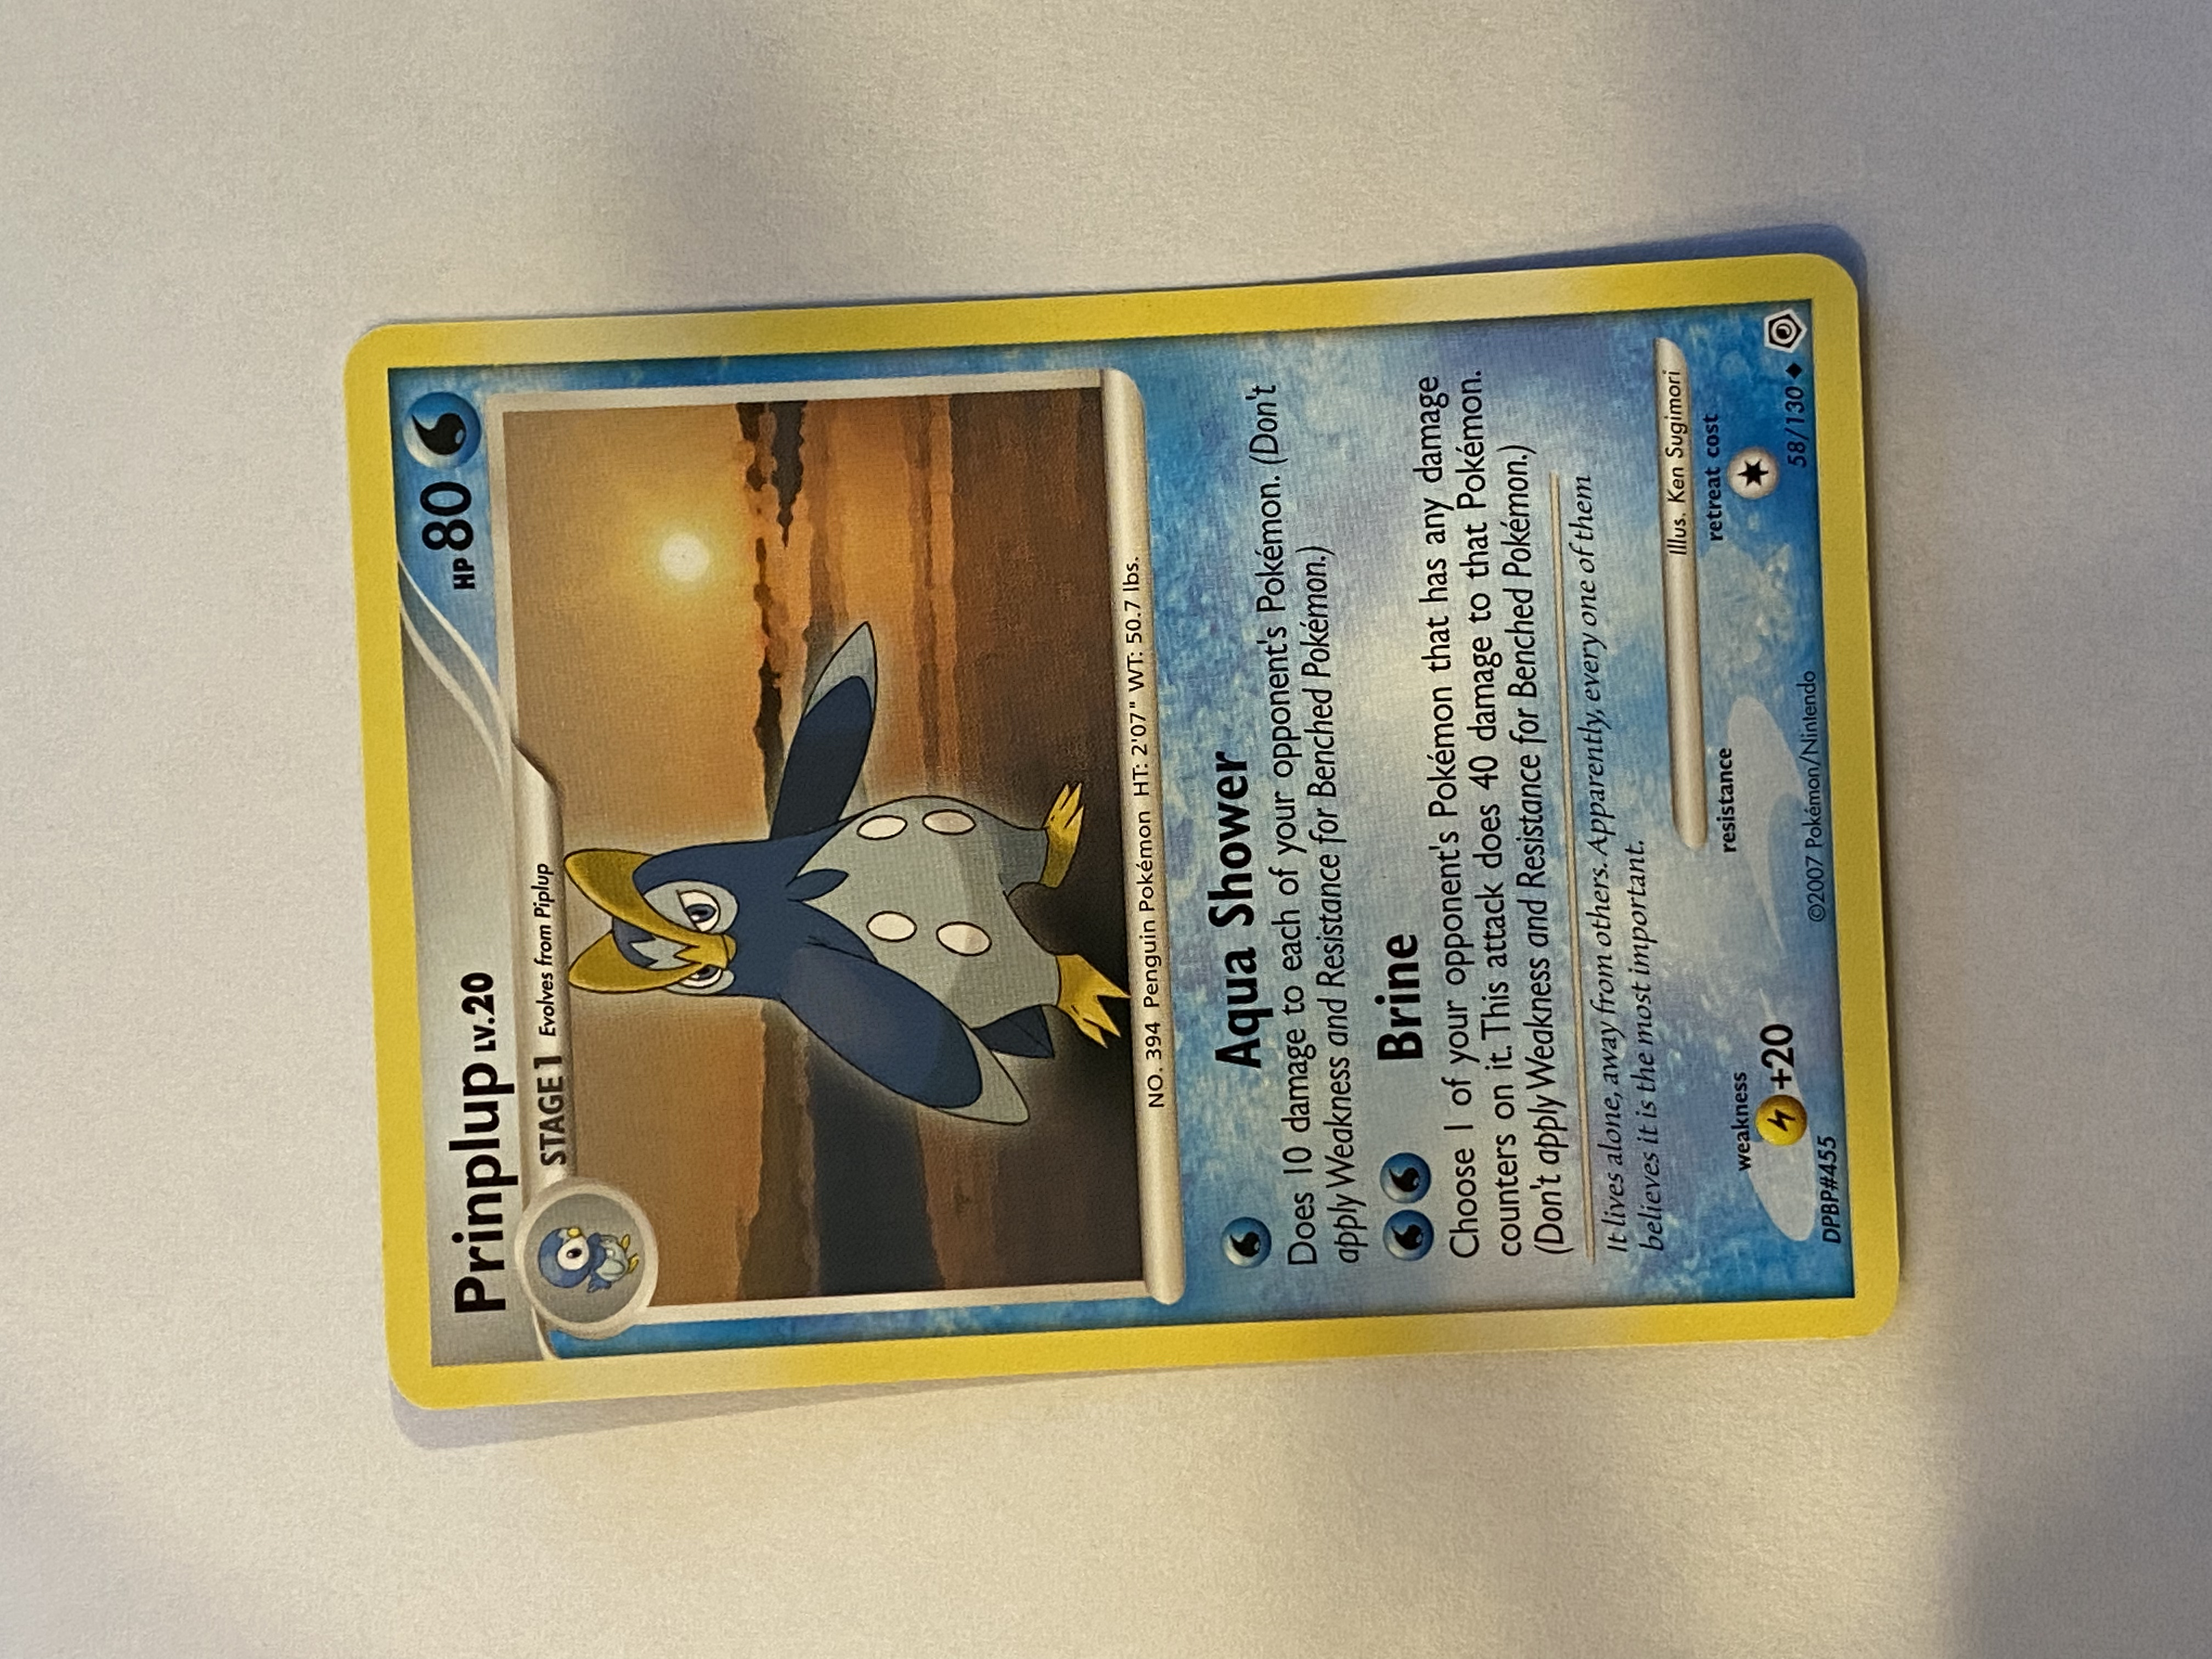 Prinplup LV.20
HP 80
STAGE 1 Evolves from Piplup
NO. 394 Penguin Pokémon HT: 2'07" WT: 50.7 lbs.
Aqua Shower
Does 10 damage to each of your opponent's Pokémon. (Don't
apply Weakness and Resistance for Benched Pokémon.)
Brine
Choose 1 of your opponent's Pokémon that has any damage
counters on it. This attack does 40 damage to that Pokémon.
(Don't apply Weakness and Resistance for Benched Pokémon.)
It lives alone, away from others. Apparently, every one of them
believes it is the most important.
Illus. Ken Sugimori
weakness
+20
resistance
retreat cost
DPBP#455
©2007 Pokémon/Nintendo
58/130